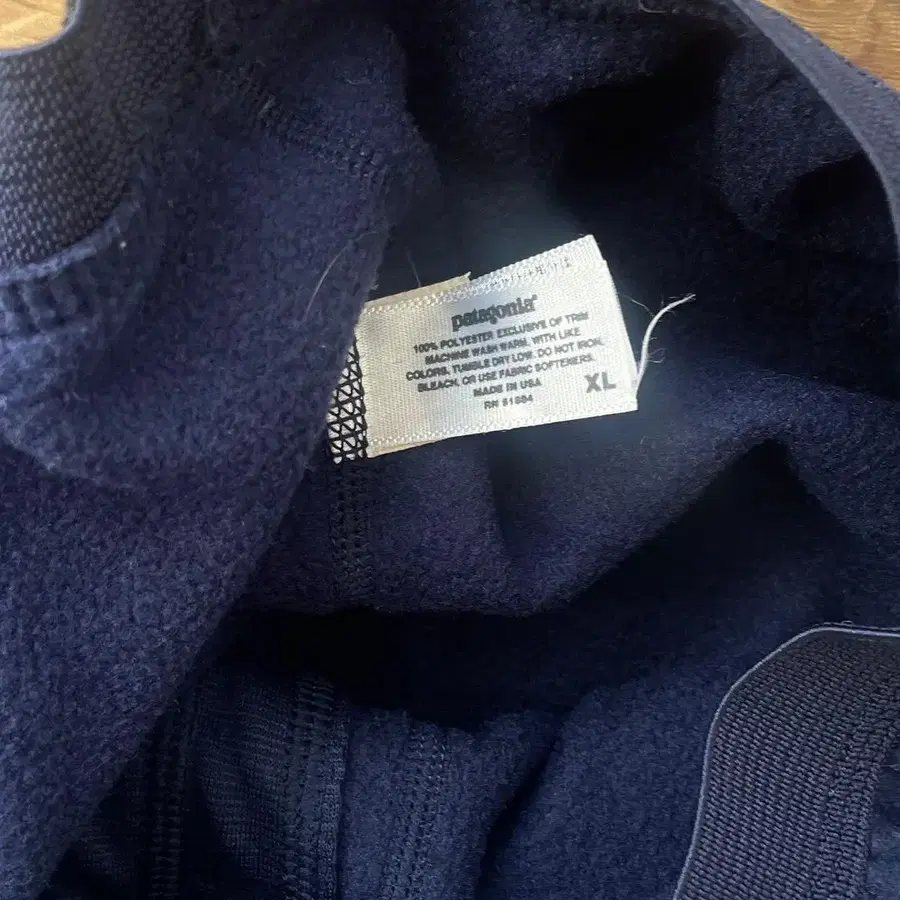 patagonia®
100% POLYESTER EXCLUSIVE OF TRIM
MACHINE WASH WARM, WITH LIKE
COLORS, TUMBLE DRY LOW. DO NOT IRON,
BLEACH, OR USE FABRIC SOFTENERS.
MADE IN USA XL
RN 51884